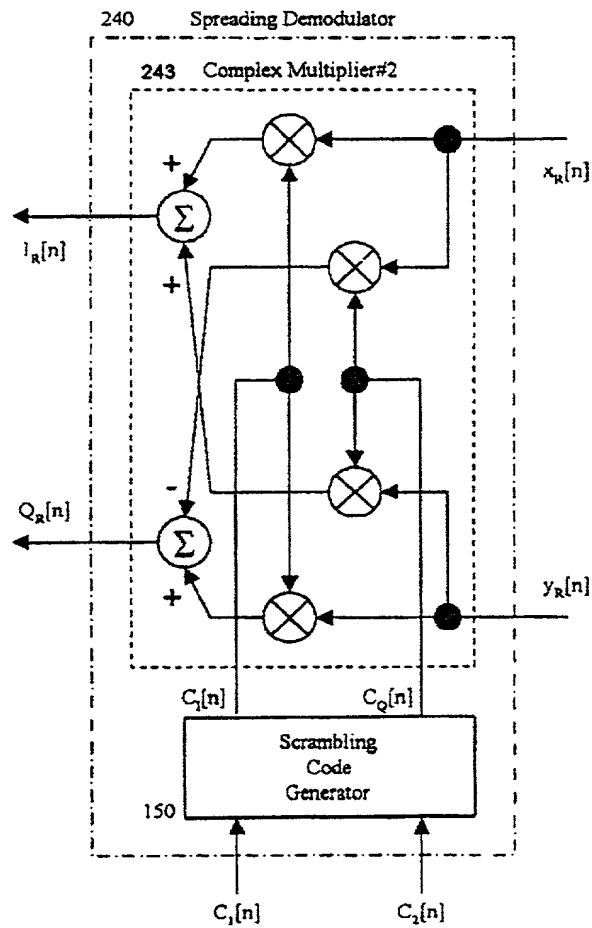 240 Spreading Demodulator
243 Complex Multiplier#2
+
x_R[n]
Σ
I_R[n]
+
-
Q_R[n]
Σ
y_R[n]
+
C_I[n] C_Q[n]
Scrambling
Code
Generator
150
C_1[n] C_2[n]